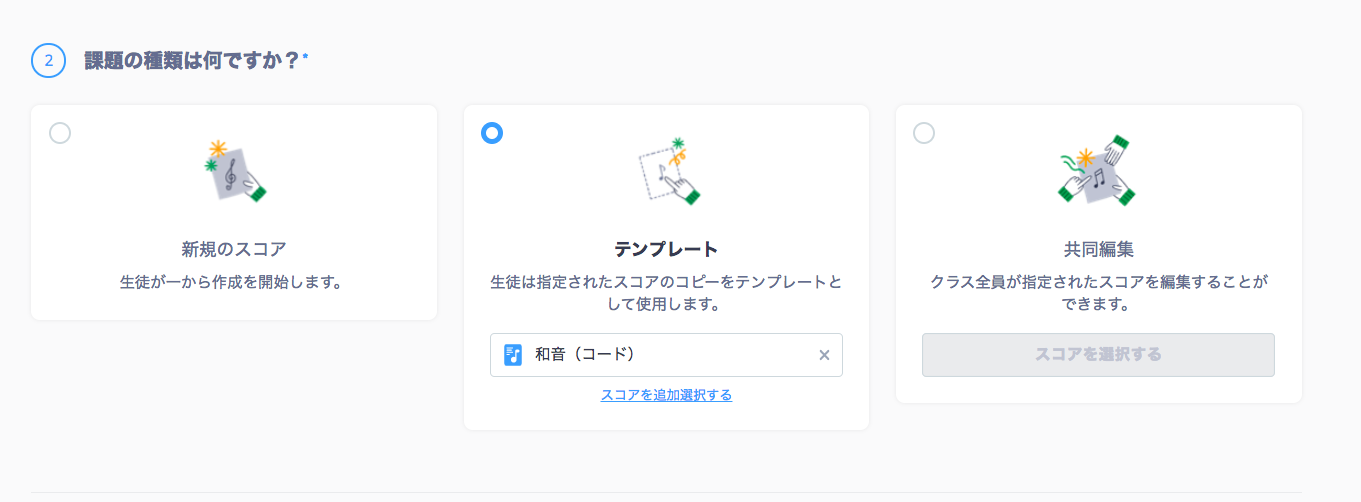 2
課題の種類は何ですか？*
新規のスコア
生徒が一から作成を開始します。
テンプレート
生徒は指定されたスコアのコピーをテンプレートと
して使用します。
和音（コード）
スコアを追加選択する
共同編集
クラス全員が指定されたスコアを編集することが
できます。
スコアを選択する